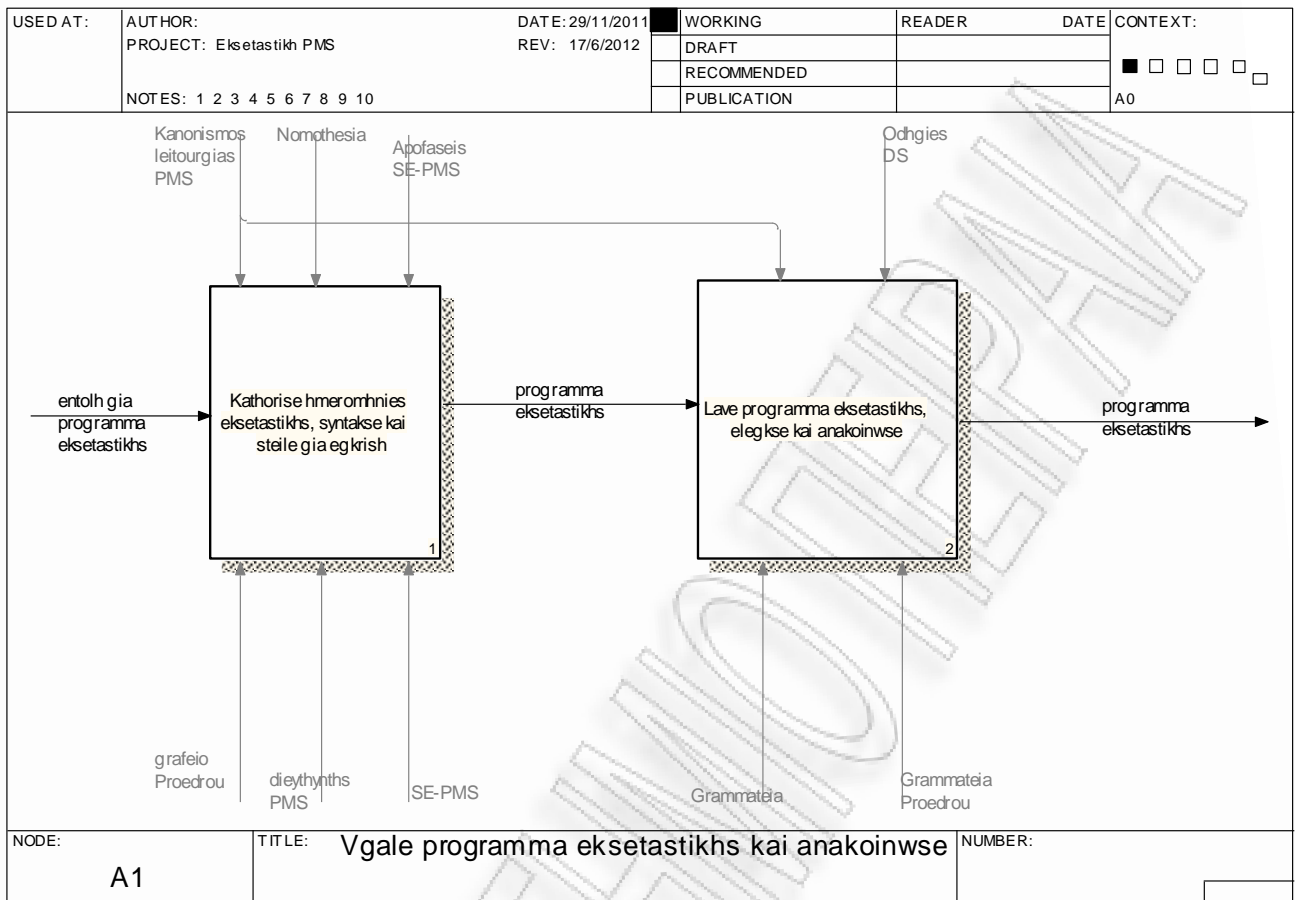 USED AT:
AUTHOR:
DATE: 29/11/2011
WORKING
READER
DATE
CONTEXT:
PROJECT: Eksetastikh PMS
REV: 17/6/2012
DRAFT
RECOMMENDED
NOTES: 1 2 3 4 5 6 7 8 9 10
PUBLICATION
A0
Kanonismos
leitourgias
PMS
Nomothesia
Apofaseis
SE-PMS
Odhgies
DS
entolh gia
programma
eksetastikhs
Kathorise hmeromhnies
eksetastikhs, syntakse kai
steile gia egkrish
1
programma
eksetastikhs
Lave programma eksetastikhs,
elegkse kai anakoinwse
2
programma
eksetastikhs
grafeio
Proedrou
dieythynths
PMS
SE-PMS
Grammateia
Grammateia
Proedrou
NODE:
A1
TITLE:
Vgale programma eksetastikhs kai anakoinwse
NUMBER: